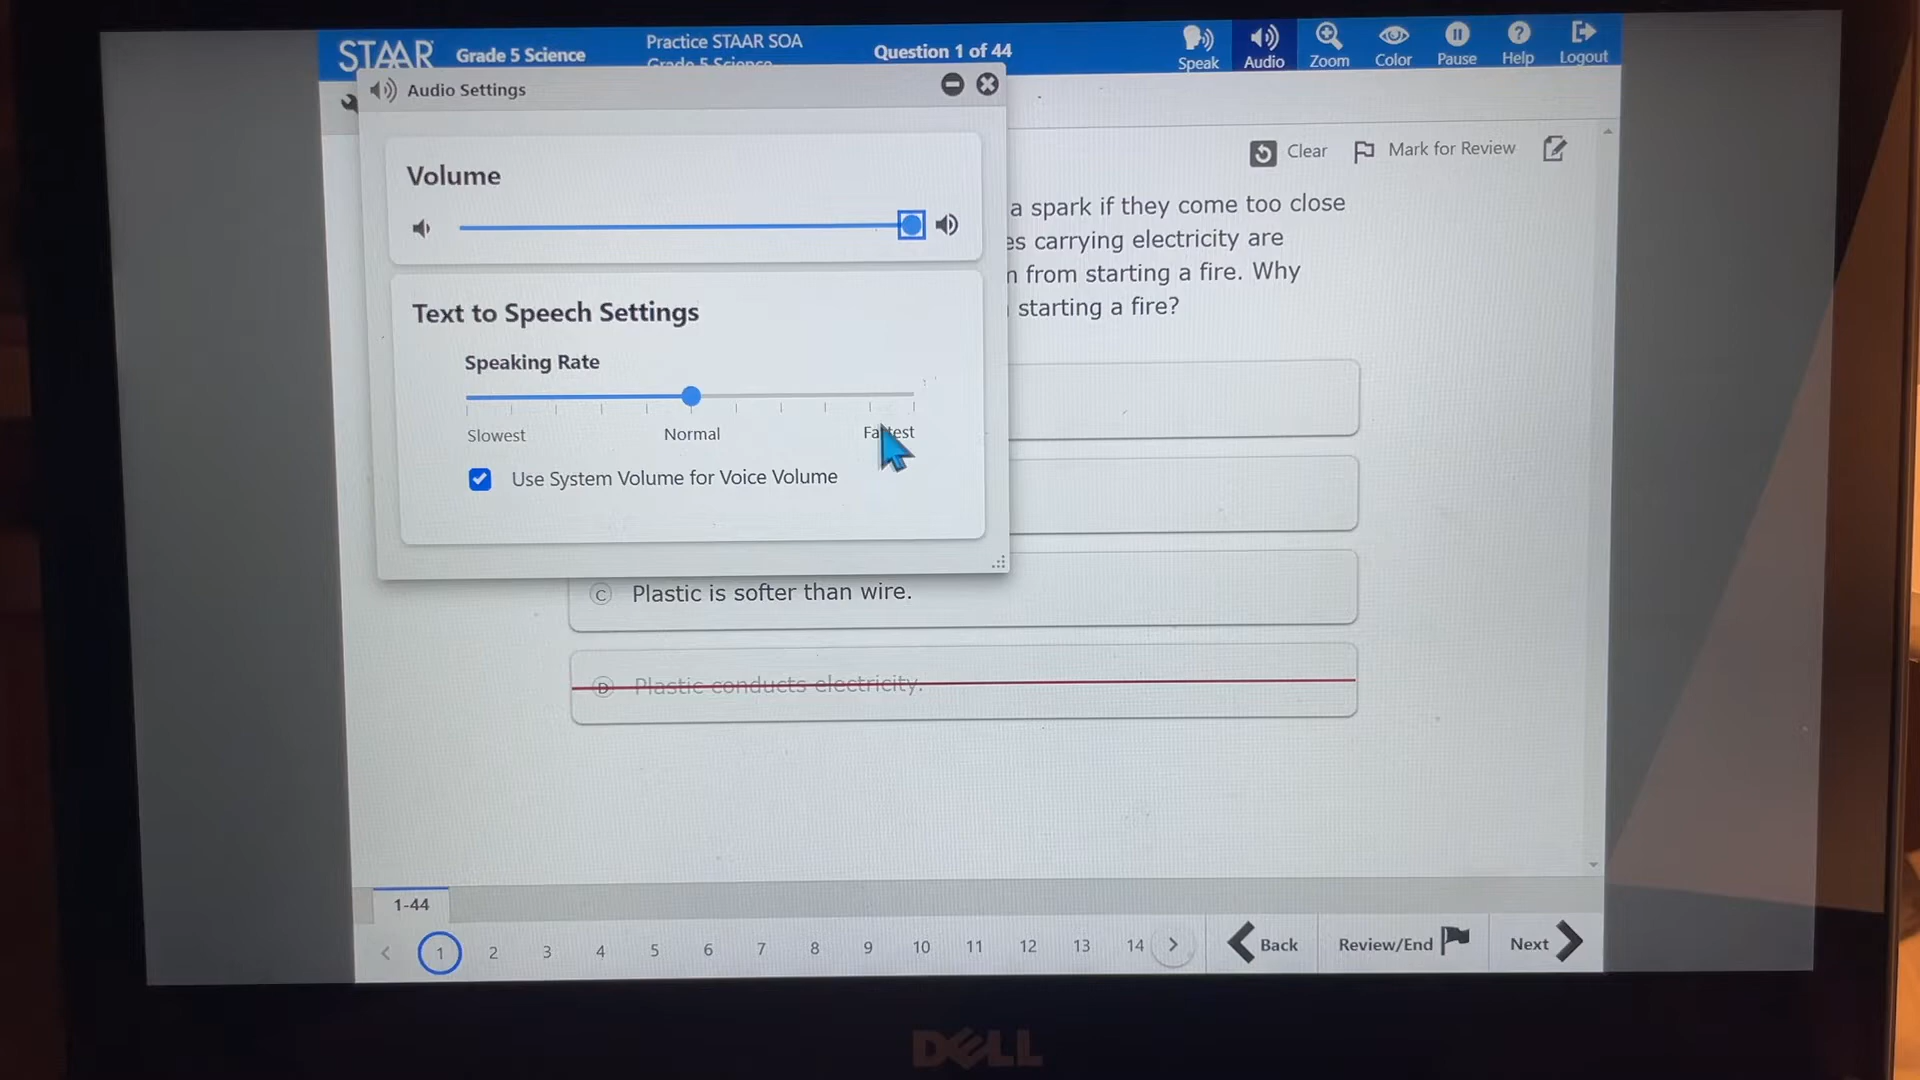 STAAR Grade 5 Science
Practice STAAR SOA
Grade 5 Science
Question 1 of 44
Speak Audio Zoom Color Pause Help Logout
Audio Settings
Clear Mark for Review
Volume
a spark if they come too close
es carrying electricity are
n from starting a fire. Why
starting a fire?
Text to Speech Settings
Speaking Rate
Slowest Normal Fastest
Use System Volume for Voice Volume
C Plastic is softer than wire.
D Plastic conducts electricity.
1-44
1 2 3 4 5 6 7 8 9 10 11 12 13 14
Back Review/End Next
DELL